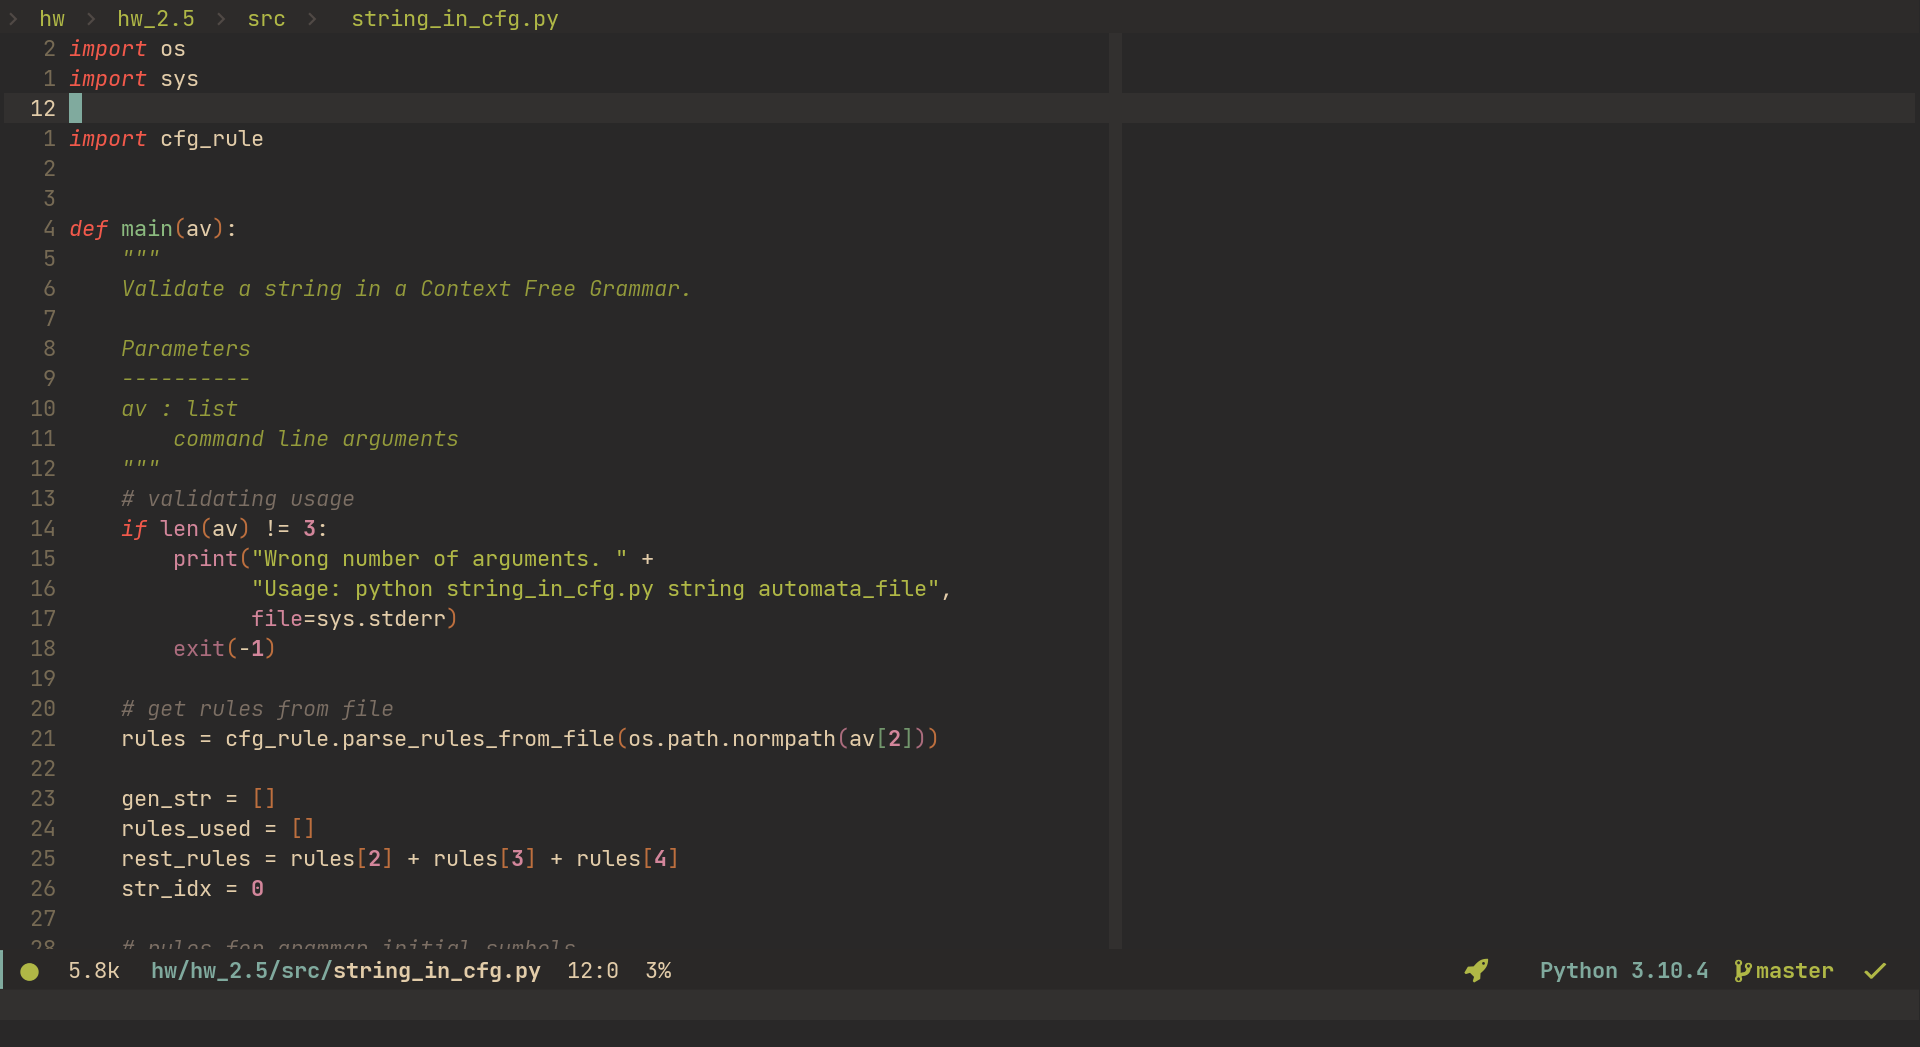 > hw > hw_2.5 > src > string_in_cfg.py
2 import os
1 import sys
12
1 import cfg_rule
2
3
4 def main(av):
5     """
6     Validate a string in a Context Free Grammar.
7
8     Parameters
9     ----------
10     av : list
11         command line arguments
12     """
13     # validating usage
14     if len(av) != 3:
15         print("Wrong number of arguments. " +
16               "Usage: python string_in_cfg.py string automata_file",
17               file=sys.stderr)
18         exit(-1)
19
20     # get rules from file
21     rules = cfg_rule.parse_rules_from_file(os.path.normpath(av[2]))
22
23     gen_str = []
24     rules_used = []
25     rest_rules = rules[2] + rules[3] + rules[4]
26     str_idx = 0
27
28     # rules for grammar initial symbols
5.8k hw/hw_2.5/src/string_in_cfg.py 12:0 3% Python 3.10.4 master